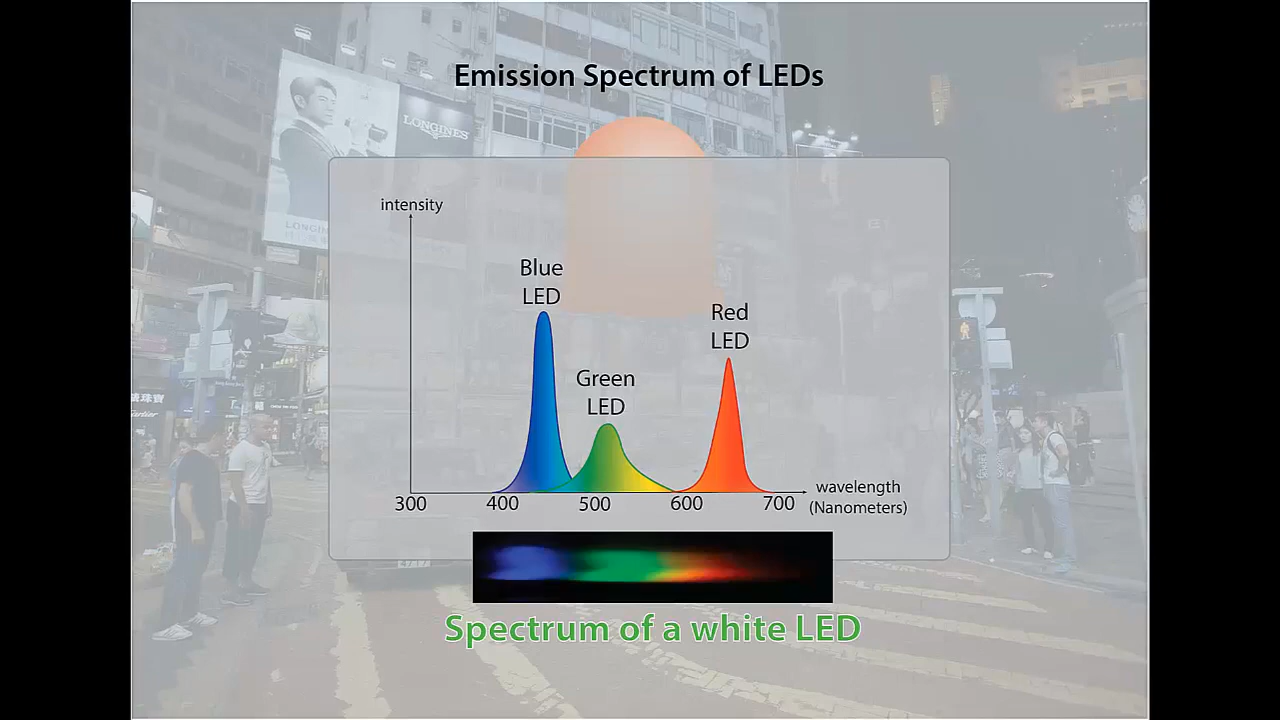 Emission Spectrum of LEDs
LONGINES
intensity
Blue
LED
Red
LED
Green
LED
wavelength
(Nanometers)
300 400 500 600 700
Spectrum of a white LED